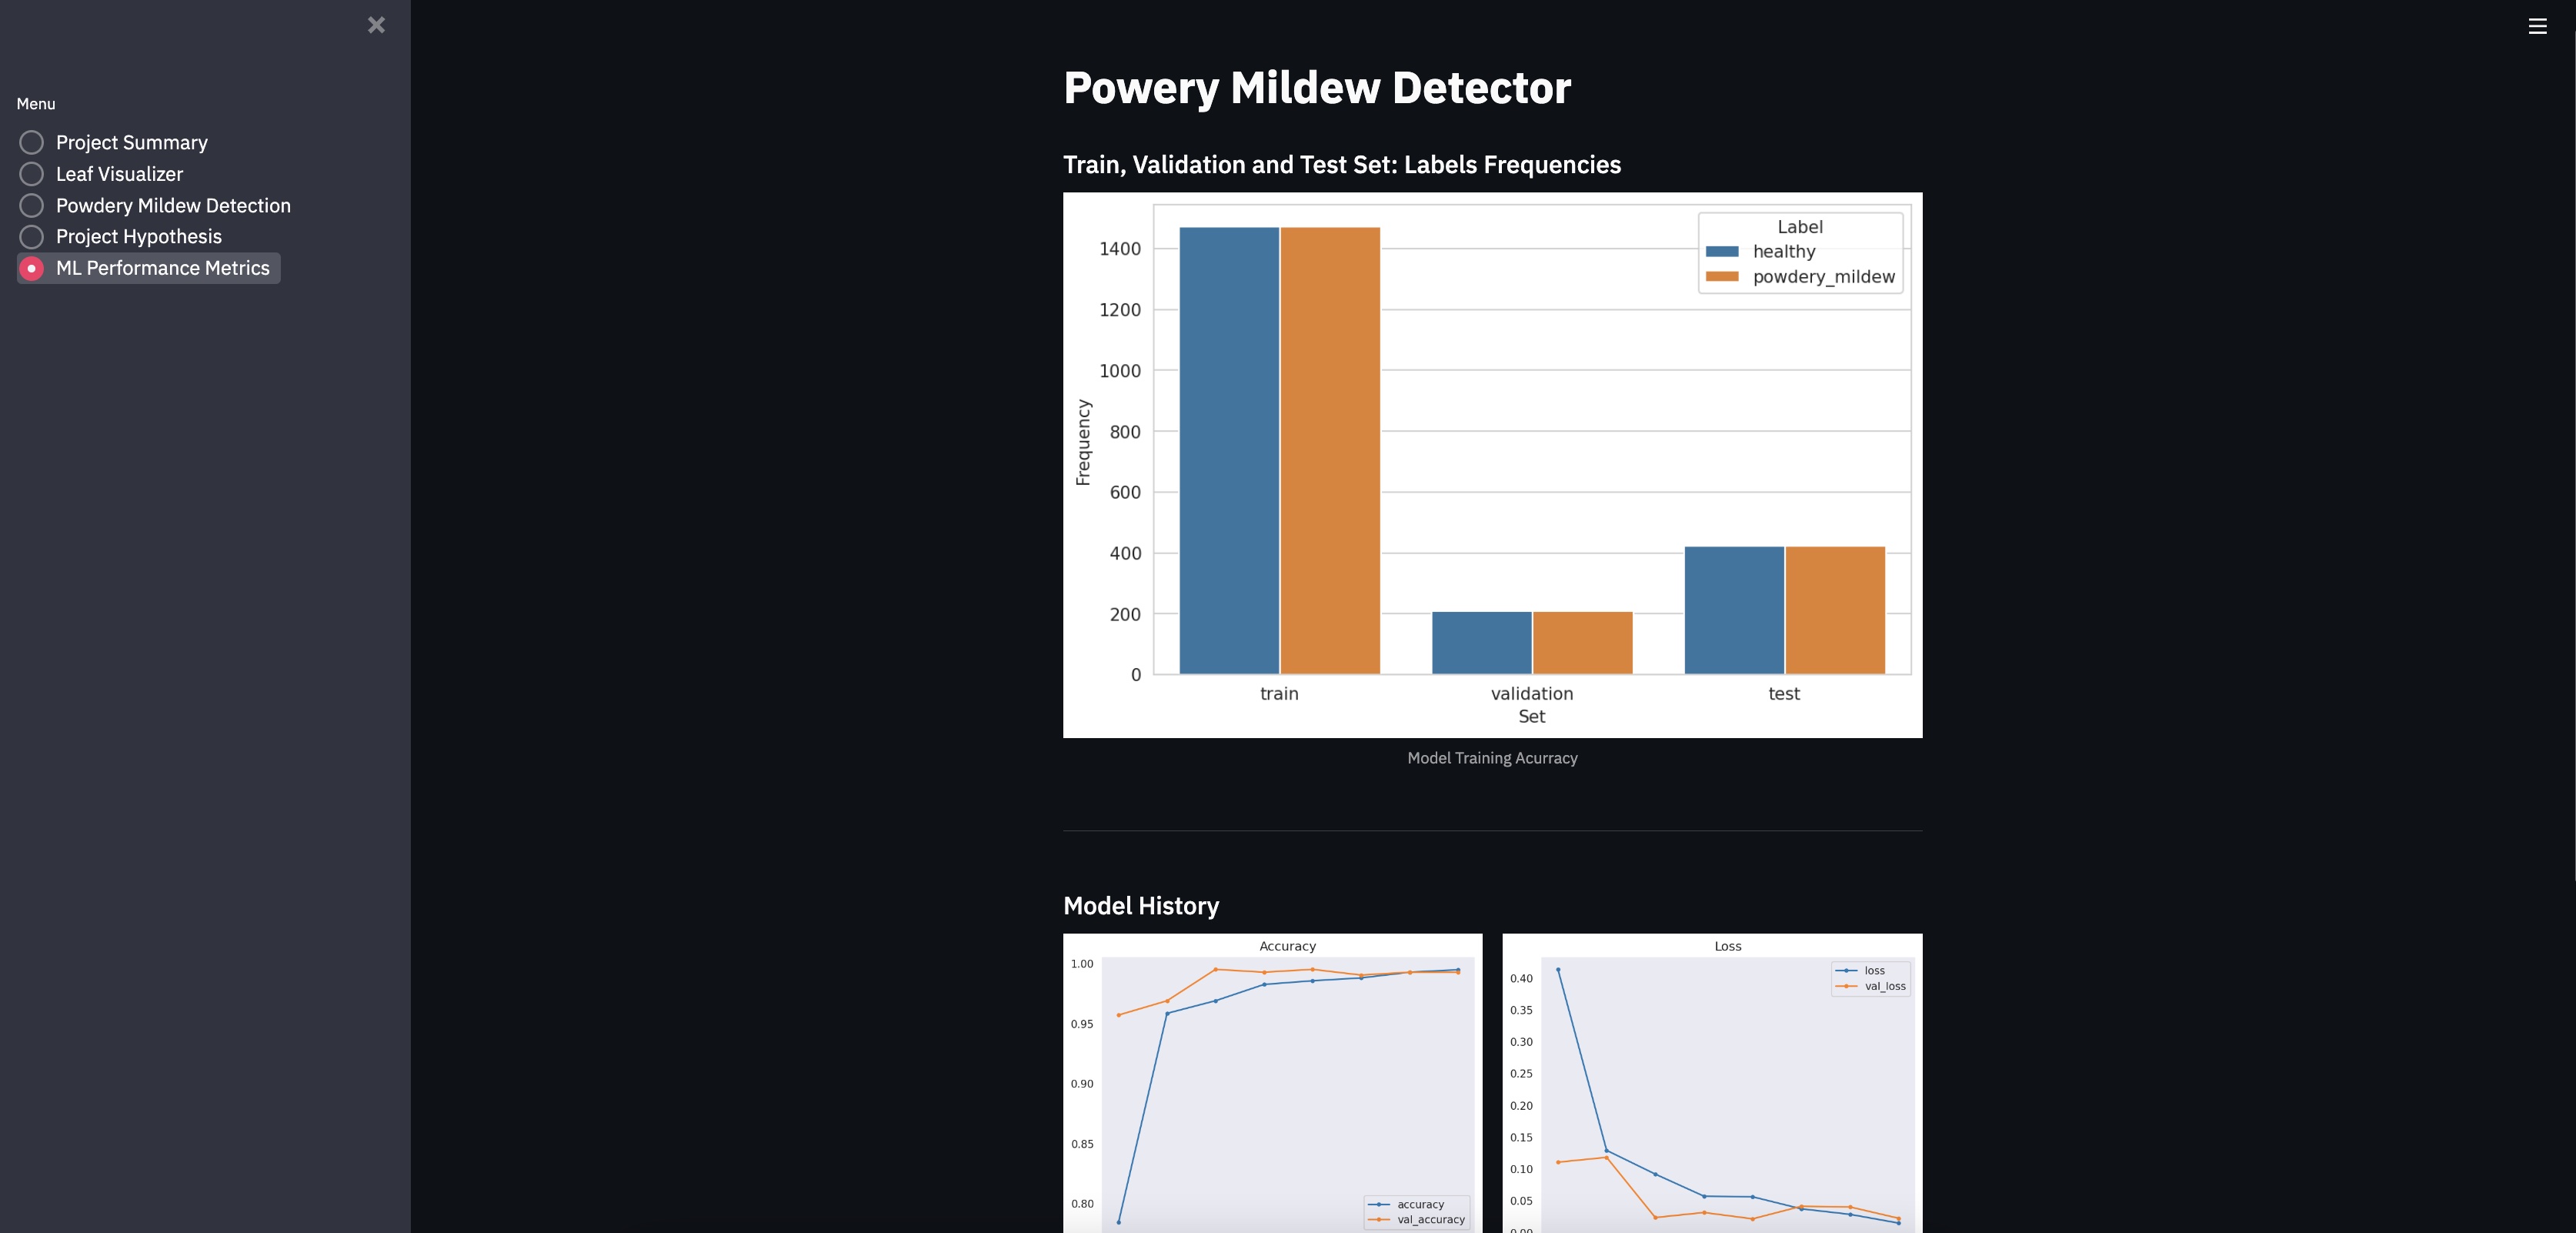 Menu
Project Summary
Leaf Visualizer
Powdery Mildew Detection
Project Hypothesis
ML Performance Metrics
Powery Mildew Detector
Train, Validation and Test Set: Labels Frequencies
Label
healthy
powdery_mildew
1400
1200
1000
800
600
400
200
0
Frequency
train validation test
Set
Model Training Acurracy
Model History
Accuracy
1.00
0.95
0.90
0.85
0.80
accuracy
val_accuracy
Loss
loss
val_loss
0.40
0.35
0.30
0.25
0.20
0.15
0.10
0.05